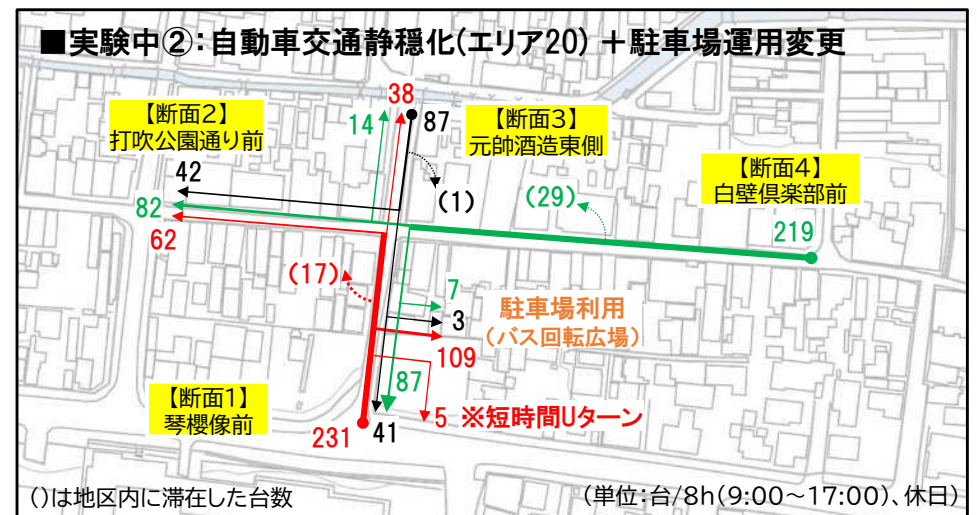 ■実験中②:自動車交通静穏化(エリア20)+駐車場運用変更
【断面2】
打吹公園通り前
14
38
87
【断面3】
元帥酒造東側
【断面4】
白壁倶楽部前
42
(1)
(29)
82
219
62
(17)
7
駐車場利用
(バス回転広場)
3
109
87
【断面1】
琴櫻像前
5 ※短時間Uターン
231
41
()は地区内に滞在した台数
(単位:台/8h(9:00~17:00)、休日)